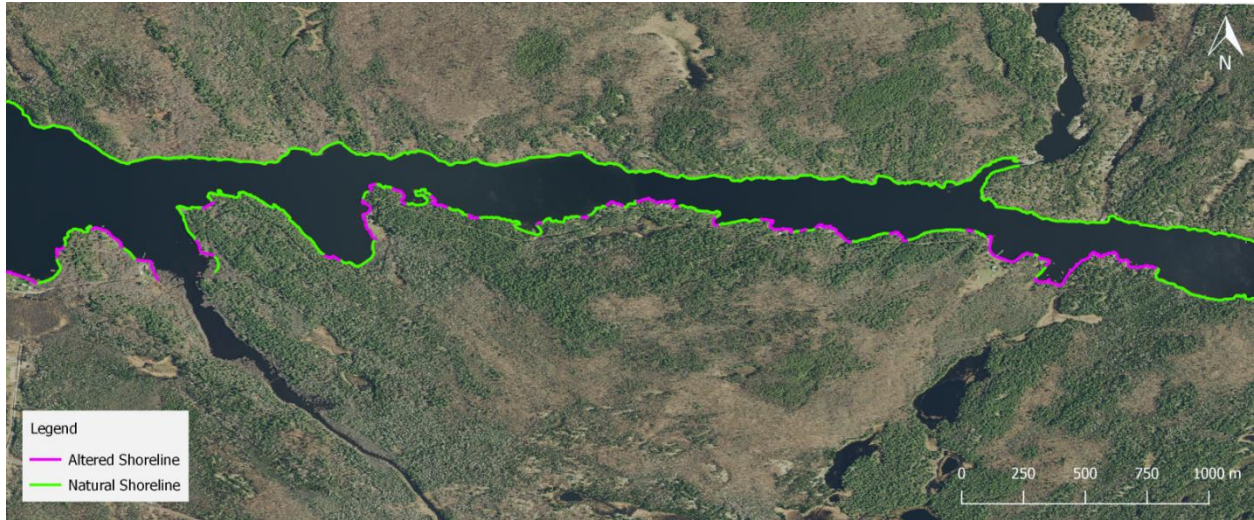 N
Legend
Altered Shoreline
Natural Shoreline
0 250 500 750 1000 m